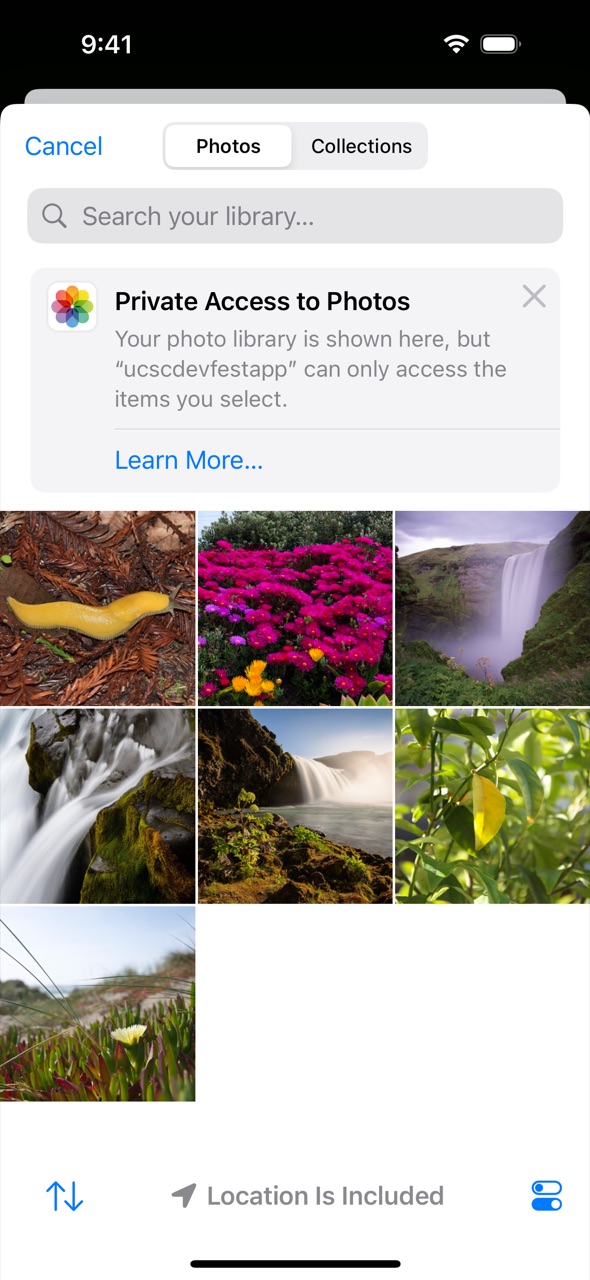 9:41
Cancel
Photos
Collections
Search your library...
Private Access to Photos
Your photo library is shown here, but
“ucscdevfestapp” can only access the
items you select.
Learn More...
Location Is Included